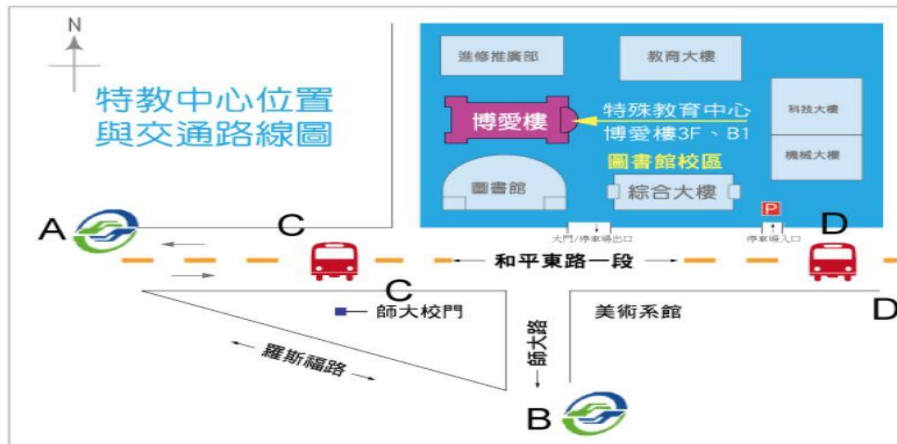 N
特教中心位置
與交通路線圖
進修推廣部
教育大樓
科技大樓
機械大樓
博愛樓
特殊教育中心
博愛樓3F、B1
圖書館校區
圖書館
綜合大樓
P
A
C
D
大門/停車場出口
停車場入口
和平東路一段
C
D
師大校門
美術系館
羅斯福路
師大路
B